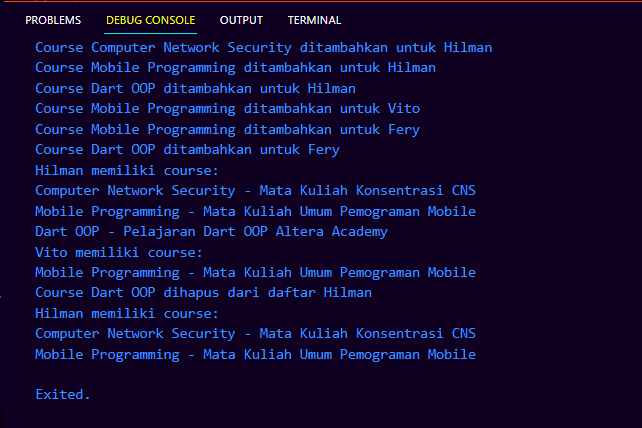 PROBLEMS DEBUG CONSOLE OUTPUT TERMINAL
Course Computer Network Security ditambahkan untuk Hilman
Course Mobile Programming ditambahkan untuk Hilman
Course Dart OOP ditambahkan untuk Hilman
Course Mobile Programming ditambahkan untuk Vito
Course Mobile Programming ditambahkan untuk Fery
Course Dart OOP ditambahkan untuk Fery
Hilman memiliki course:
Computer Network Security - Mata Kuliah Konsentrasi CNS
Mobile Programming - Mata Kuliah Umum Pemograman Mobile
Dart OOP - Pelajaran Dart OOP Altera Academy
Vito memiliki course:
Mobile Programming - Mata Kuliah Umum Pemograman Mobile
Course Dart OOP dihapus dari daftar Hilman
Hilman memiliki course:
Computer Network Security - Mata Kuliah Konsentrasi CNS
Mobile Programming - Mata Kuliah Umum Pemograman Mobile
Exited.